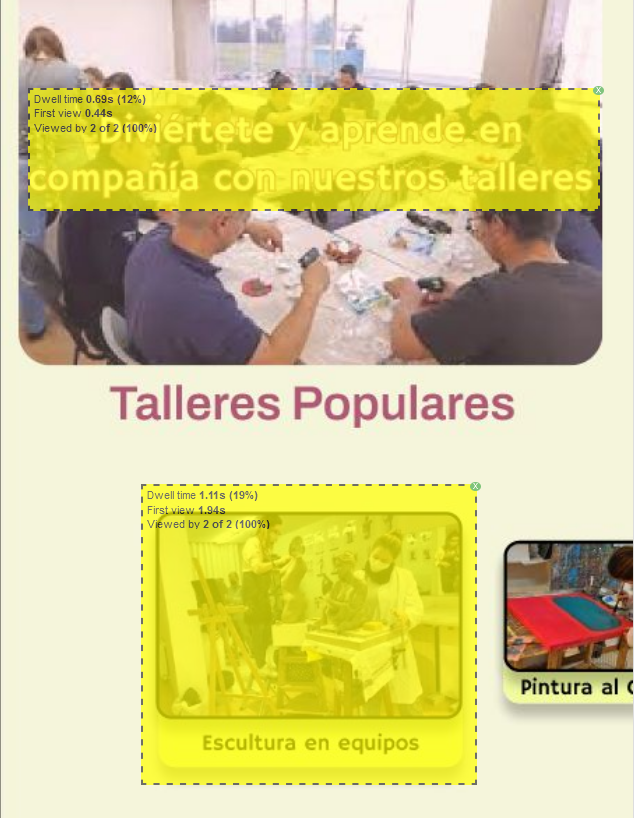 Dwell time 0.69s (12%)
First view 0.44s
Viewed by 2 of 2 (100%)
X
Diviértete y aprende en
compañía con nuestros talleres
Talleres Populares
Dwell time 1.11s (19%)
First view 1.94s
Viewed by 2 of 2 (100%)
X
Escultura en equipos
Pintura al